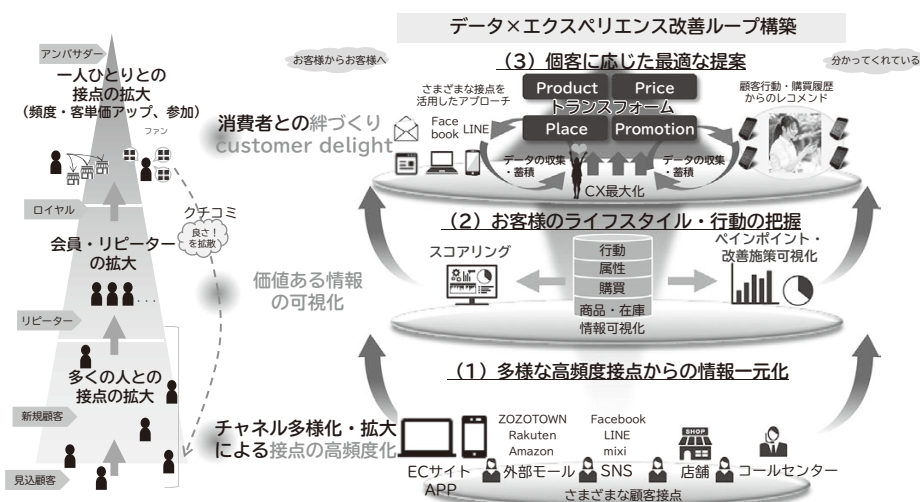 データ×エクスペリエンス改善ループ構築
アンバサダー
一人ひとりとの
接点の拡大
(頻度・客単価アップ、参加)
ファン
ロイヤル
クチコミ
良さ!
を拡散
会員・リピーター
の拡大
...
リピーター
多くの人との
接点の拡大
新規顧客
見込顧客
消費者との絆づくり
customer delight
価値ある情報
の可視化
チャネル多様化・拡大
による接点の高頻度化
お客様からお客様へ
(3)個客に応じた最適な提案
分かってくれている
さまざまな接点を
活用したアプローチ
Face
book
LINE
Product
Price
トランスフォーム
Place
Promotion
顧客行動・購買履歴
からのレコメンド
データの収集
・蓄積
データの収集
・蓄積
CX最大化
(2)お客様のライフスタイル・行動の把握
スコアリング
行動
属性
購買
商品・在庫
情報可視化
ペインポイント・
改善施策可視化
(1)多様な高頻度接点からの情報一元化
ECサイト
APP
ZOZOTOWN
Rakuten
Amazon
外部モール
Facebook
LINE
mixi
SNS
SHOP
店舗
コールセンター
さまざまな顧客接点